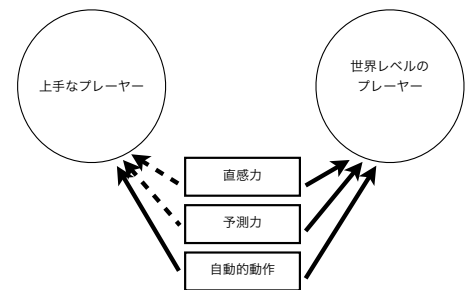 上手なプレーヤー
世界レベルの
プレーヤー
直感力
予測力
自動的動作